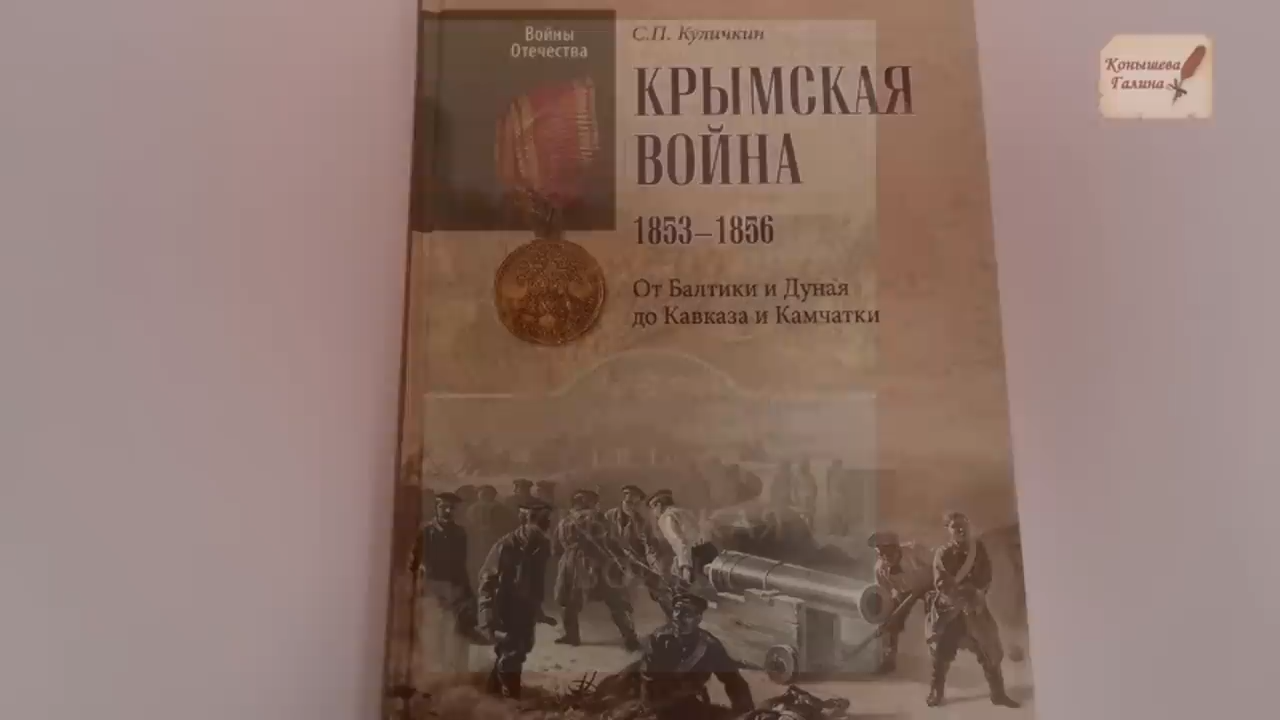 Войны
Отечества
С.П. Куличкин
КРЫМСКАЯ
ВОЙНА
1853–1856
От Балтики и Дуная
до Кавказа и Камчатки
Конышева
Галина